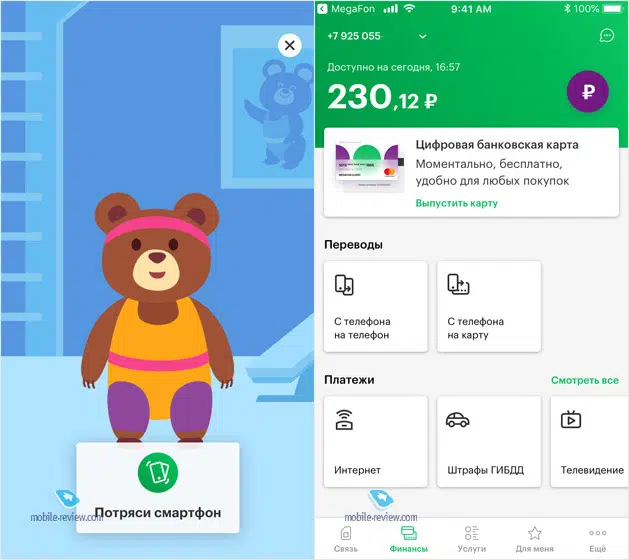 Потряси смартфон
mobile-review.com
MegaFon
9:41 AM
100%
+7 925 055-
Доступно на сегодня, 16:57
230,12 ₽
₽
Цифровая банковская карта
Моментально, бесплатно,
удобно для любых покупок
Выпустить карту
Переводы
С телефона
на телефон
С телефона
на карту
Платежи
Смотреть все
Интернет
Штрафы ГИБДД
Телевидение
mobile-review.com
Связь
Финансы
Услуги
Для меня
Ещё